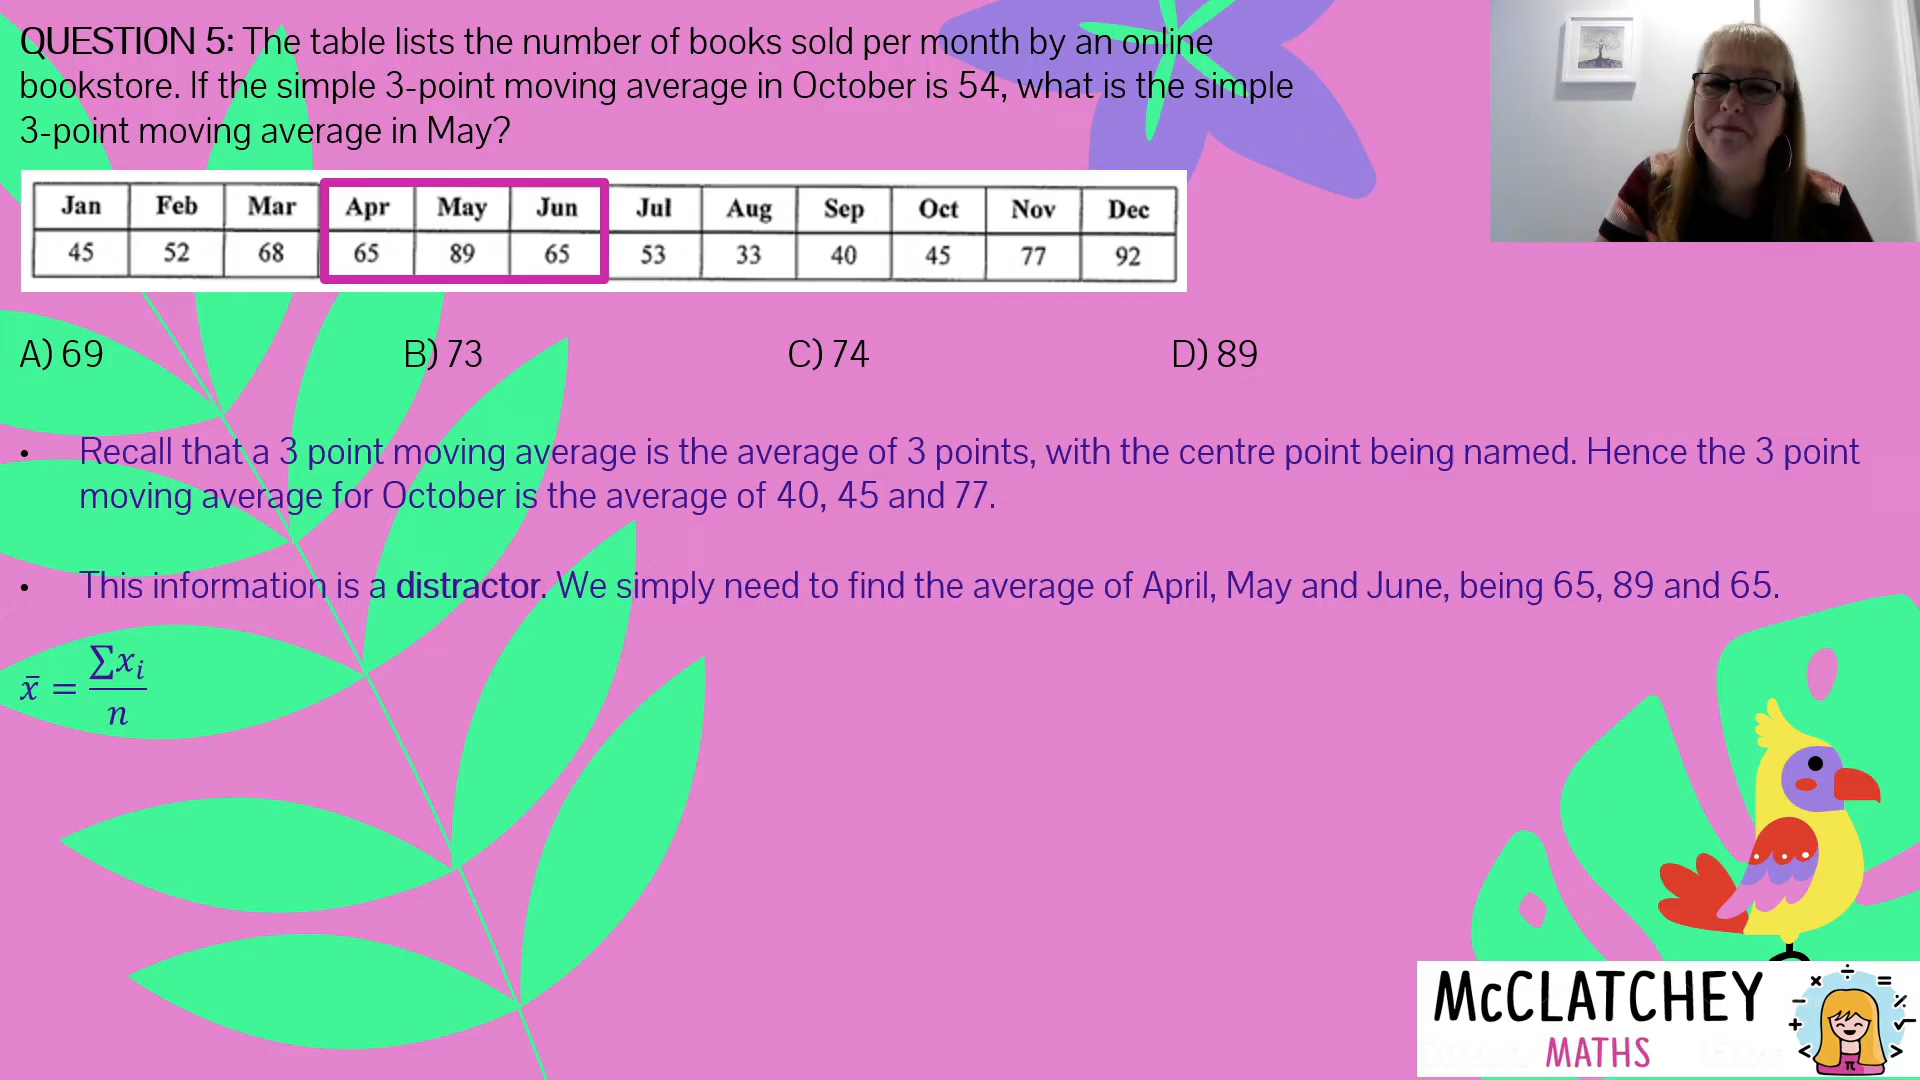 QUESTION 5: The table lists the number of books sold per month by an online
bookstore. If the simple 3-point moving average in October is 54, what is the simple
3-point moving average in May?
Jan Feb Mar Apr May Jun Jul Aug Sep Oct Nov Dec
45 52 68 65 89 65 53 33 40 45 77 92
A) 69 B) 73 C) 74 D) 89
• Recall that a 3 point moving average is the average of 3 points, with the centre point being named. Hence the 3 point
moving average for October is the average of 40, 45 and 77.
• This information is a distractor. We simply need to find the average of April, May and June, being 65, 89 and 65.
x̄ = ∑xᵢ / n
McCLATCHEY
MATHS
× ÷ = − % + √ < > π